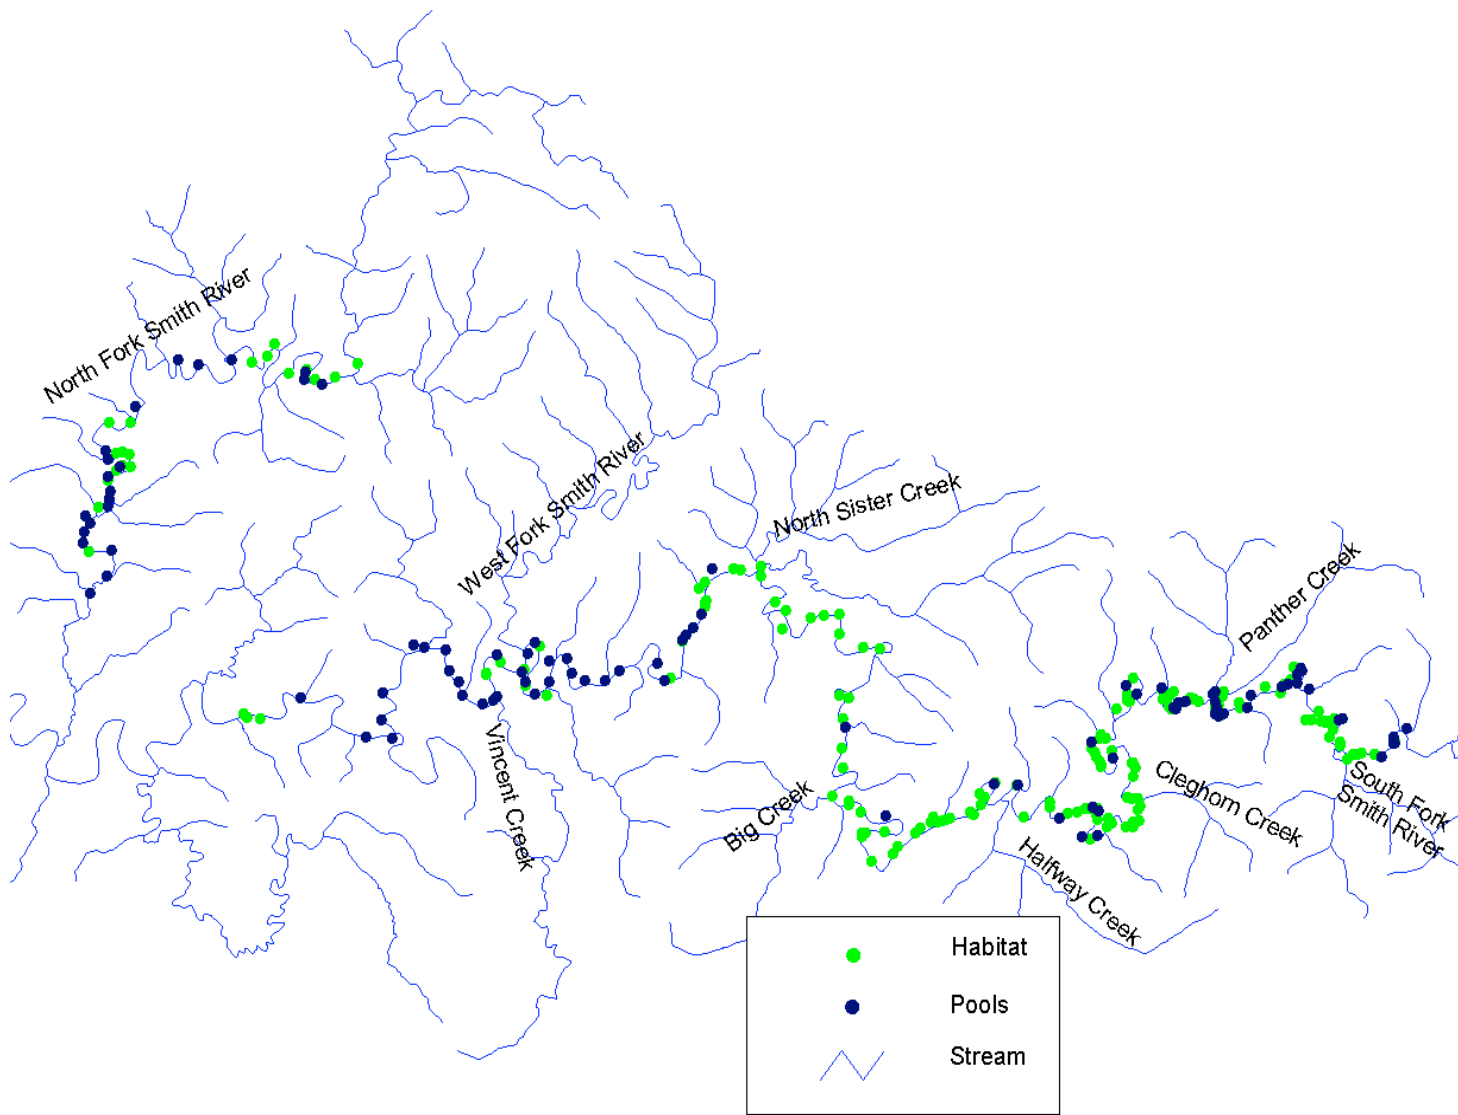 North Fork Smith River
West Fork Smith River
North Sister Creek
Panther Creek
Vincent Creek
Big Creek
Cleghorn Creek
South Fork
Smith River
Halfway Creek
Habitat
Pools
Stream